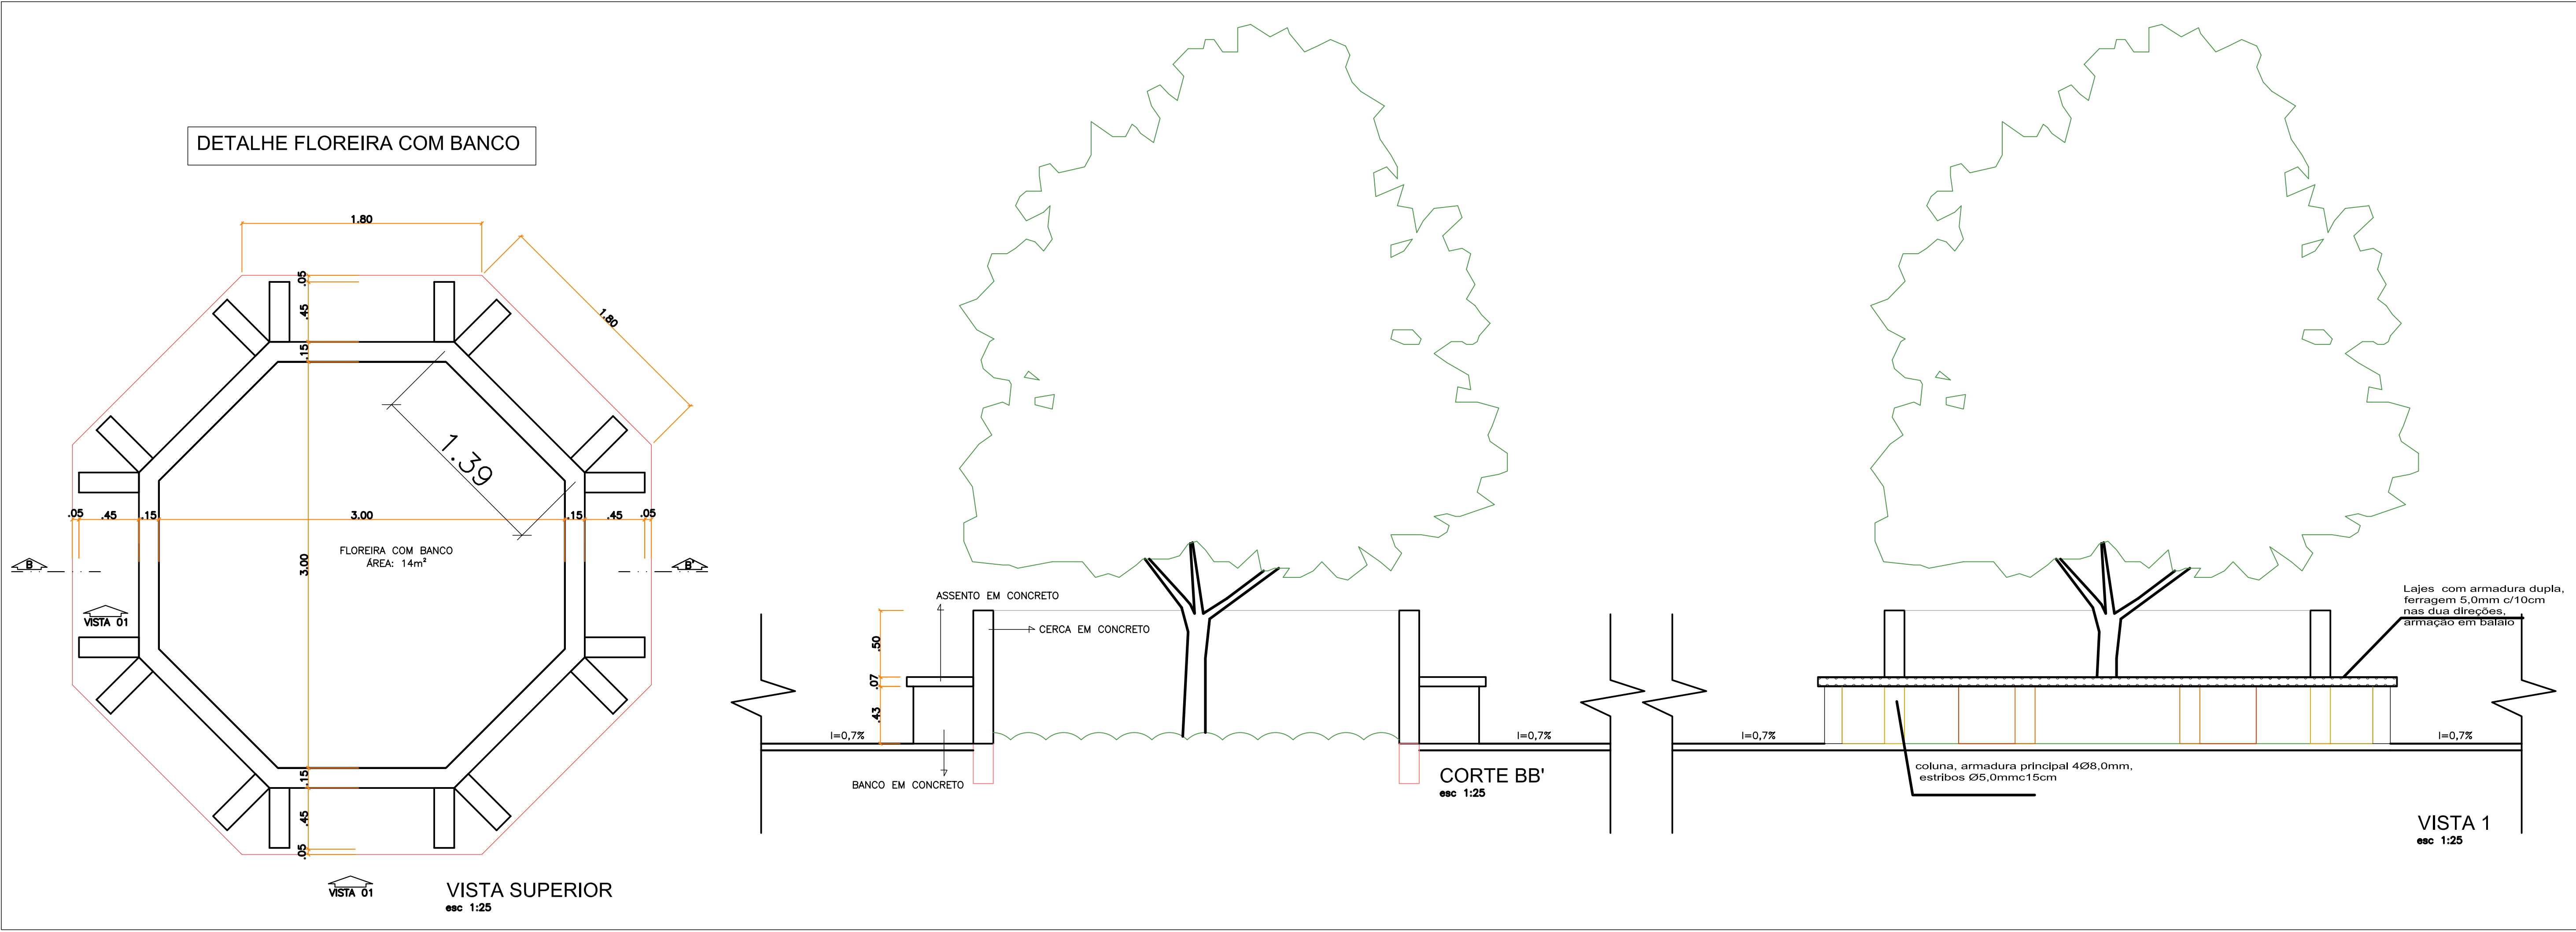 DETALHE FLOREIRA COM BANCO
1.80
1.80
.05
.45
.15
1.39
.05
.45
.15
3.00
.15
.45
.05
3.00
FLOREIRA COM BANCO
ÁREA: 14m²
B
B'
VISTA 01
.15
.45
.05
VISTA 01
VISTA SUPERIOR
esc 1:25
ASSENTO EM CONCRETO
CERCA EM CONCRETO
.50
.07
.43
I=0,7%
I=0,7%
BANCO EM CONCRETO
CORTE BB'
esc 1:25
Lajes com armadura dupla,
ferragem 5,0mm c/10cm
nas dua direções,
armação em balaio
I=0,7%
I=0,7%
coluna, armadura principal 4Ø8,0mm,
estribos Ø5,0mmc15cm
VISTA 1
esc 1:25